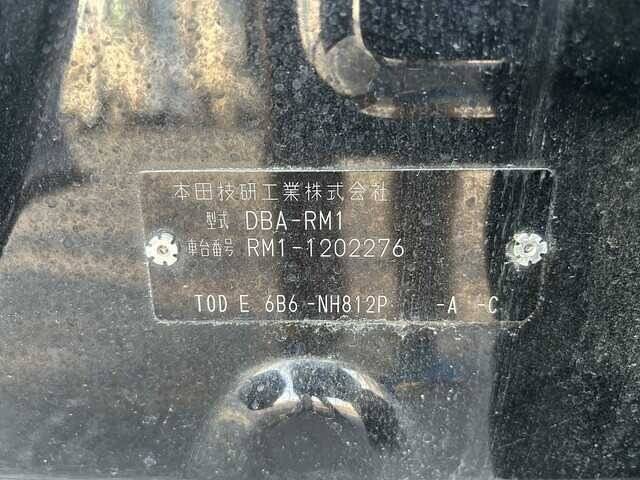 本田技研工業株式会社
型式 DBA-RM1
車台番号 RM1-1202276
TOD E 6B6 -NH812P -A -C